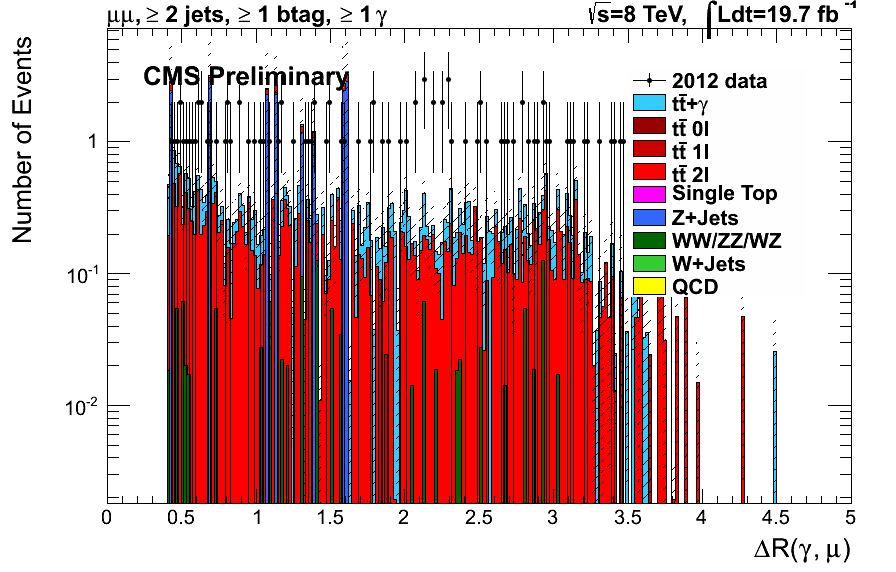 μμ, ≥ 2 jets, ≥ 1 btag, ≥ 1 γ
√s=8 TeV, ∫Ldt=19.7 fb⁻¹
CMS Preliminary
Number of Events
1
10⁻¹
10⁻²
2012 data
tt̄+γ
tt̄ 0l
tt̄ 1l
tt̄ 2l
Single Top
Z+Jets
WW/ZZ/WZ
W+Jets
QCD
0 0.5 1 1.5 2 2.5 3 3.5 4 4.5 5
ΔR(γ, μ)